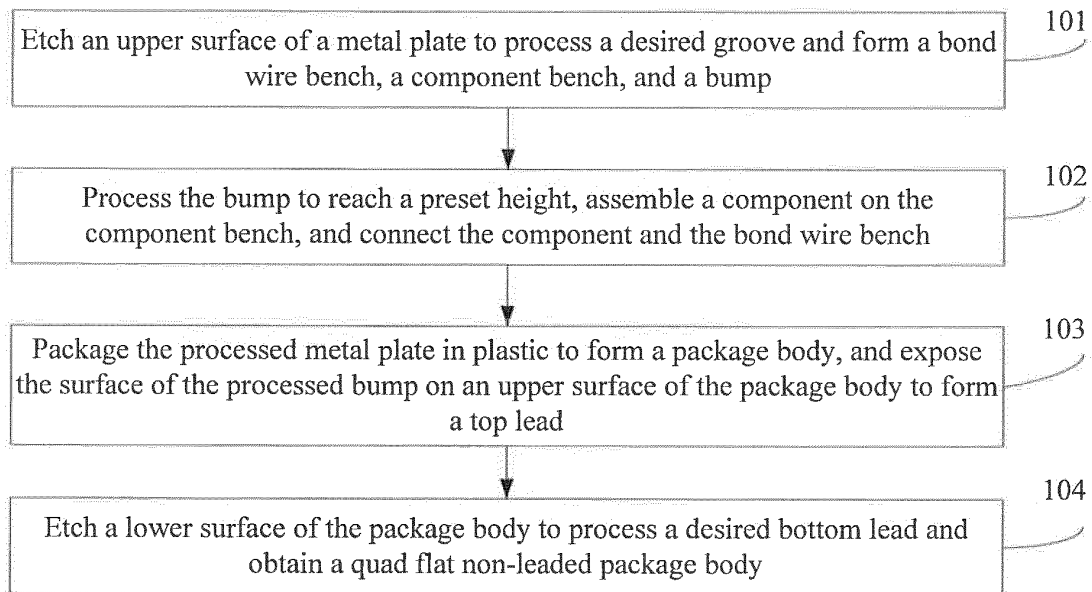 101
Etch an upper surface of a metal plate to process a desired groove and form a bond
wire bench, a component bench, and a bump
102
Process the bump to reach a preset height, assemble a component on the
component bench, and connect the component and the bond wire bench
103
Package the processed metal plate in plastic to form a package body, and expose
the surface of the processed bump on an upper surface of the package body to form
a top lead
104
Etch a lower surface of the package body to process a desired bottom lead and
obtain a quad flat non-leaded package body